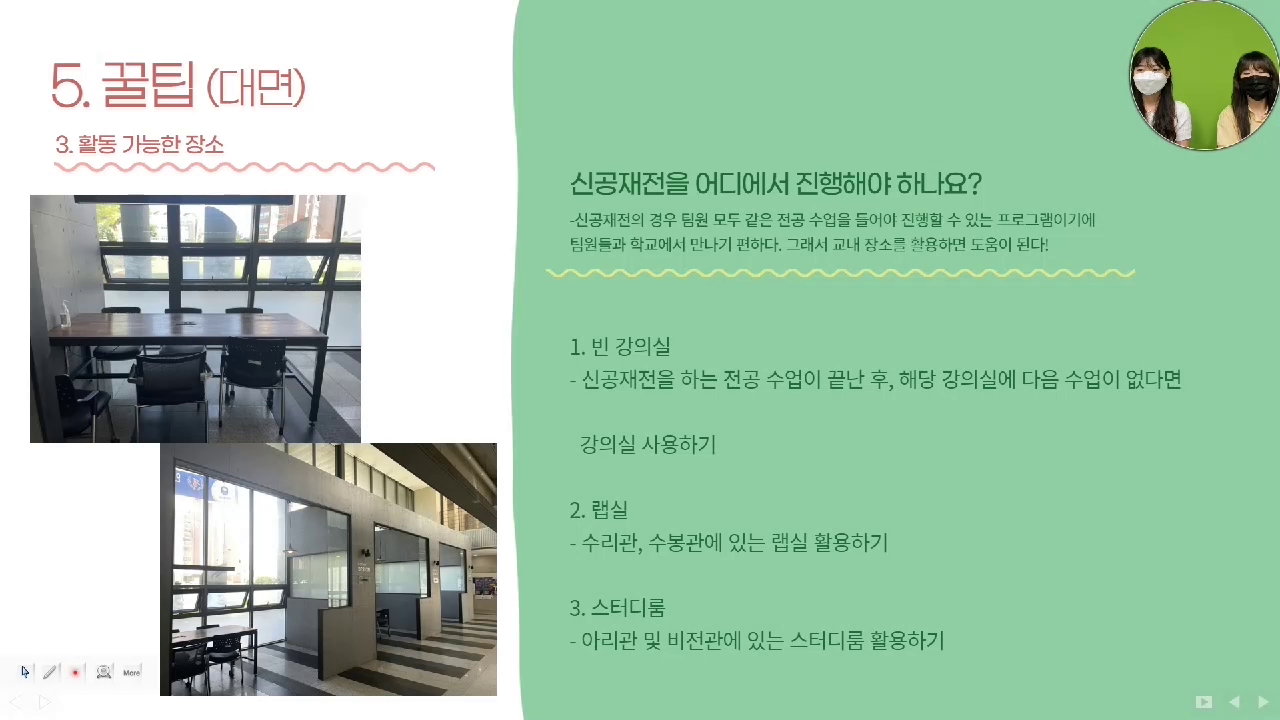 5. 꿀팁 (대면)
3. 활동 가능한 장소
신공재전을 어디에서 진행해야 하나요?
-신공재전의 경우 팀원 모두 같은 전공 수업을 들어야 진행할 수 있는 프로그램이기에
팀원들과 학교에서 만나기 편하다. 그래서 교내 장소를 활용하면 도움이 된다!
1. 빈 강의실
- 신공재전을 하는 전공 수업이 끝난 후, 해당 강의실에 다음 수업이 없다면
강의실 사용하기
2. 랩실
- 수리관, 수봉관에 있는 랩실 활용하기
3. 스터디룸
- 아리관 및 비전관에 있는 스터디룸 활용하기
More